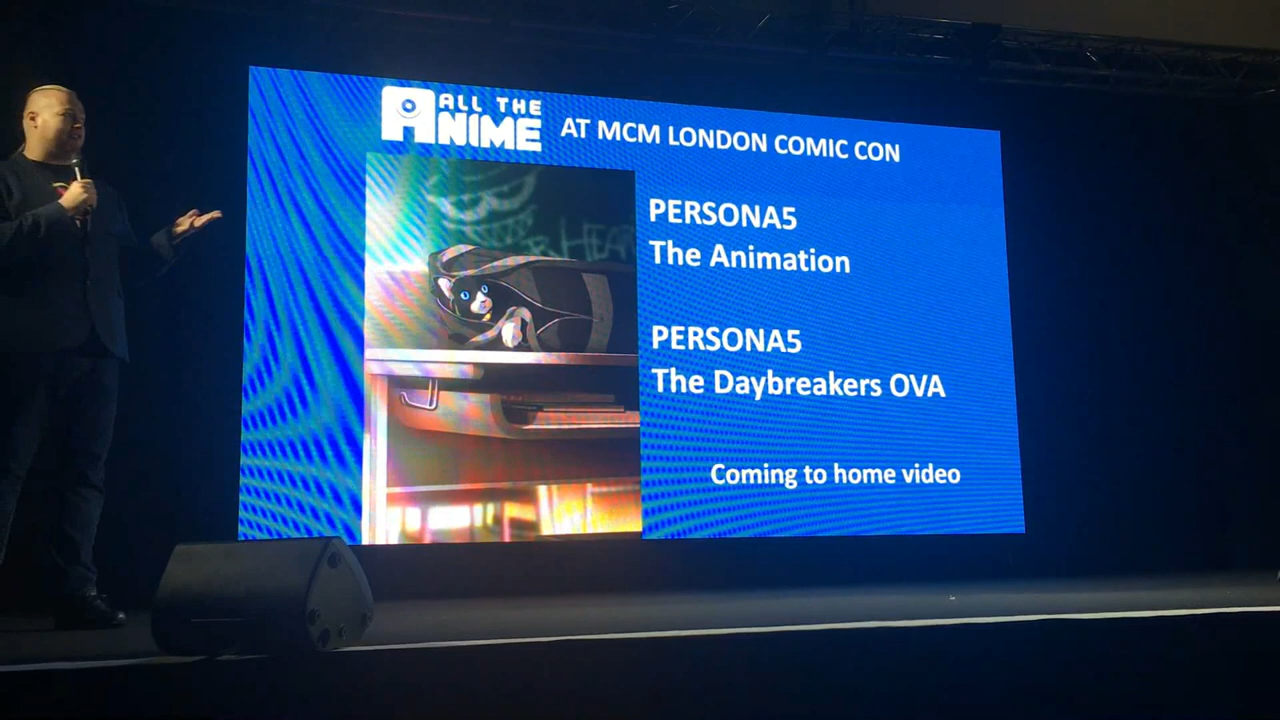 ALL THE
ANIME
AT MCM LONDON COMIC CON
PERSONA5
The Animation
PERSONA5
The Daybreakers OVA
Coming to home video